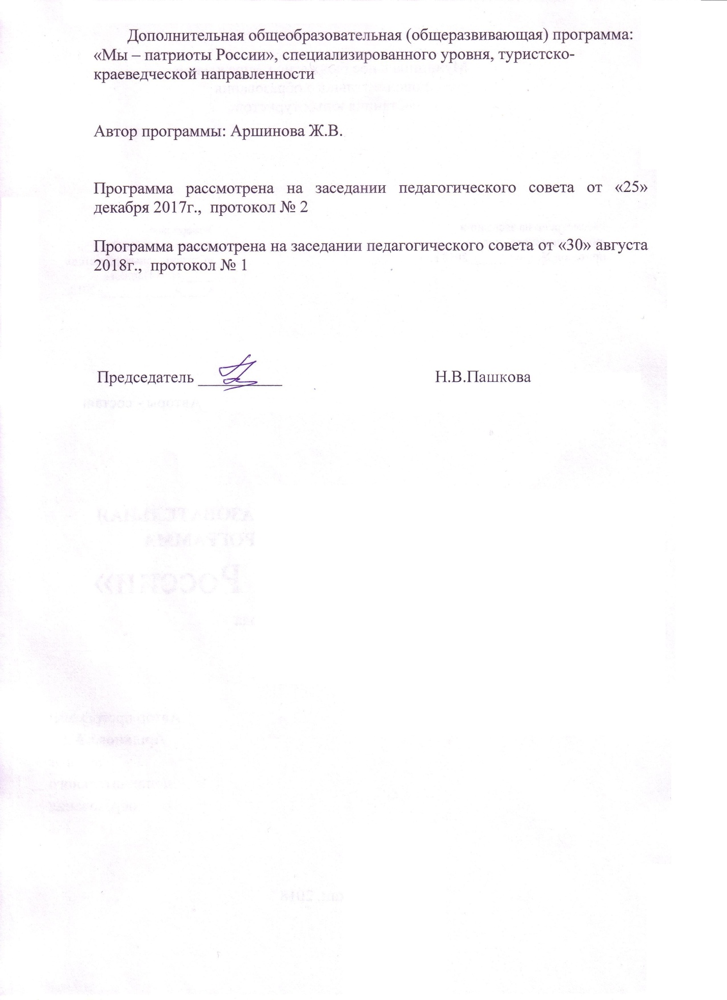 Дополнительная общеобразовательная (общеразвивающая) программа:
«Мы – патриоты России», специализированного уровня, туристско-
краеведческой направленности
Автор программы: Аршинова Ж.В.
Программа рассмотрена на заседании педагогического совета от «25»
декабря 2017г., протокол № 2
Программа рассмотрена на заседании педагогического совета от «30» августа
2018г., протокол № 1
Председатель __________ Н.В.Пашкова